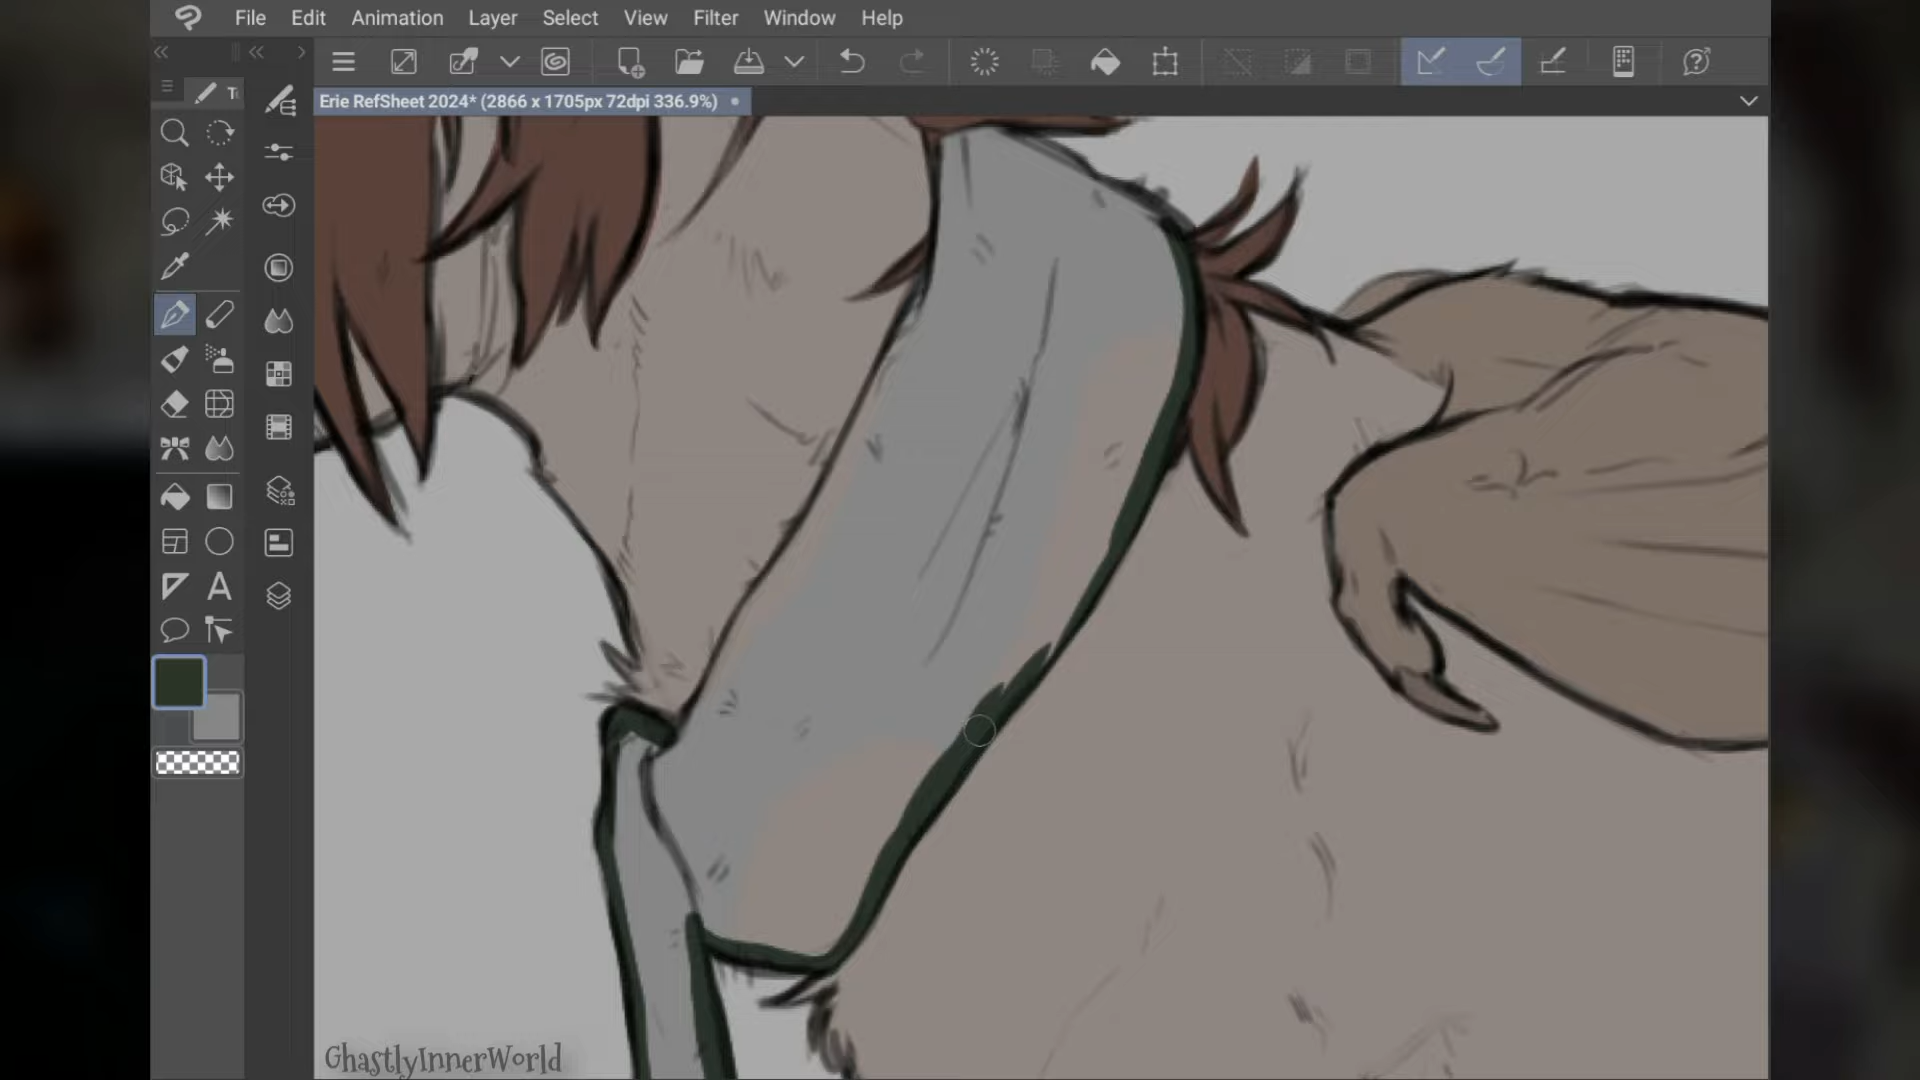 File Edit Animation Layer Select View Filter Window Help
Erie RefSheet 2024* (2866 x 1705px 72dpi 336.9%)
GhastlyInnerWorld